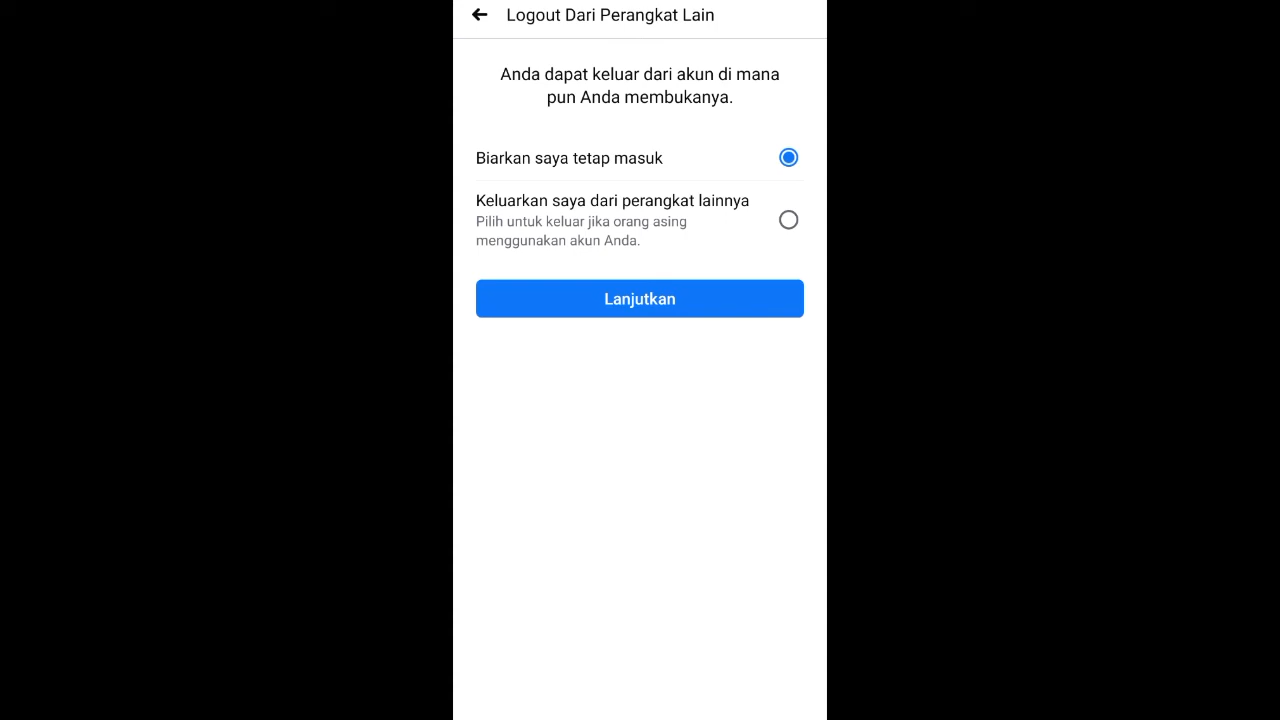 Logout Dari Perangkat Lain
Anda dapat keluar dari akun di mana
pun Anda membukanya.
Biarkan saya tetap masuk
Keluarkan saya dari perangkat lainnya
Pilih untuk keluar jika orang asing
menggunakan akun Anda.
Lanjutkan